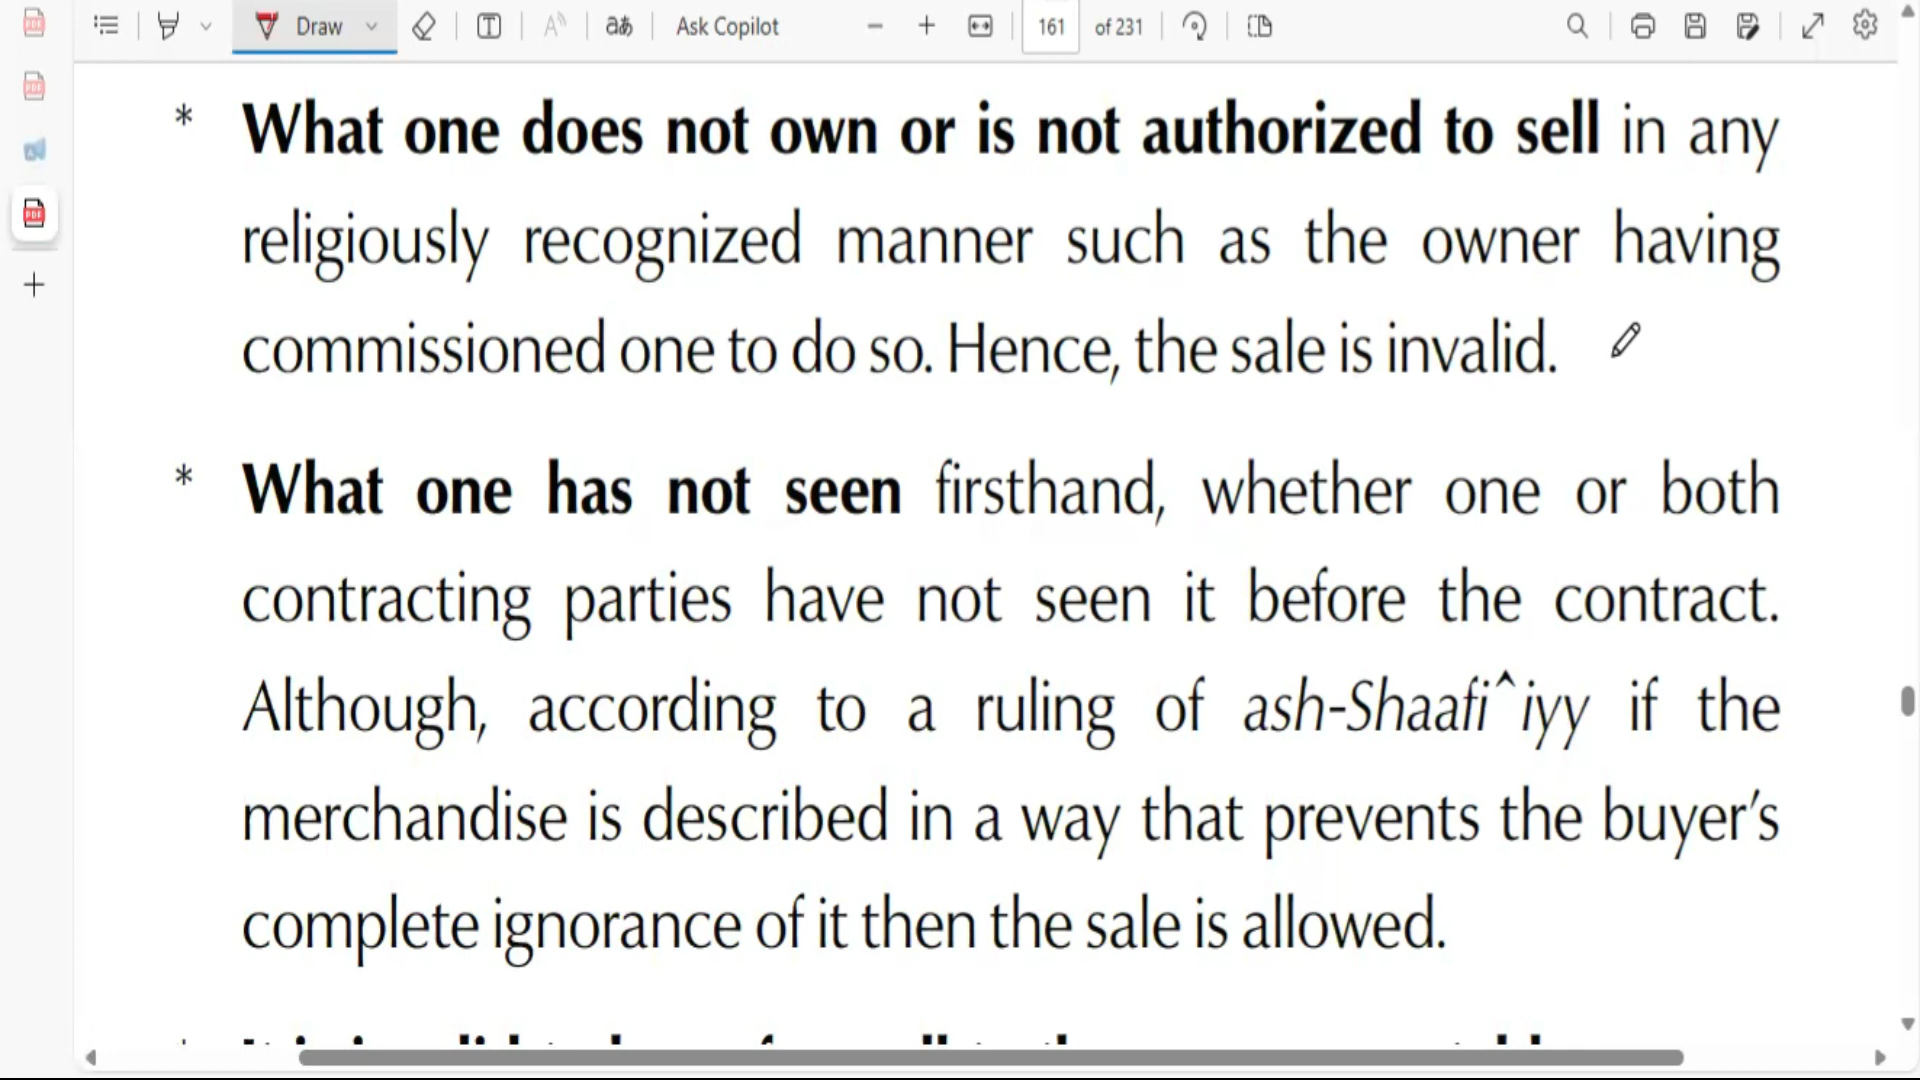 Draw
Ask Copilot
161 of 231
* What one does not own or is not authorized to sell in any
religiously recognized manner such as the owner having
commissioned one to do so. Hence, the sale is invalid.
* What one has not seen firsthand, whether one or both
contracting parties have not seen it before the contract.
Although, according to a ruling of ash-Shaafi^iyy if the
merchandise is described in a way that prevents the buyer’s
complete ignorance of it then the sale is allowed.